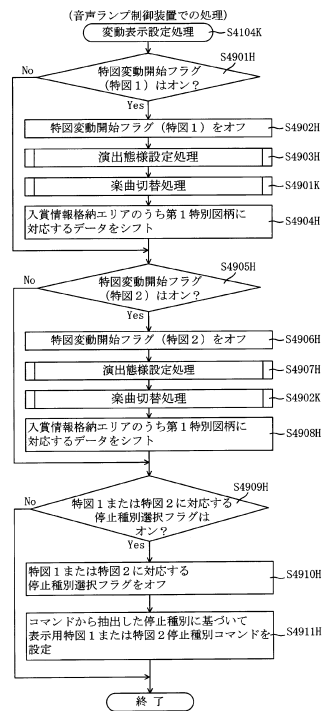 (音声ランプ制御装置での処理)
変動表示設定処理
S4104K
S4901H
No
特図変動開始フラグ
(特図1)はオン?
Yes
特図変動開始フラグ(特図1)をオフ
S4902H
演出態様設定処理
S4903H
楽曲切替処理
S4901K
入賞情報格納エリアのうち第1特別図柄に
対応するデータをシフト
S4904H
S4905H
No
特図変動開始フラグ
(特図2)はオン?
Yes
特図変動開始フラグ(特図2)をオフ
S4906H
演出態様設定処理
S4907H
楽曲切替処理
S4902K
入賞情報格納エリアのうち第1特別図柄に
対応するデータをシフト
S4908H
S4909H
No
特図1または特図2に対応する
停止種別選択フラグは
オン?
Yes
特図1または特図2に対応する
停止種別選択フラグをオフ
S4910H
コマンドから抽出した停止種別に基づいて
表示用特図1または特図2停止種別コマンドを
設定
S4911H
終了